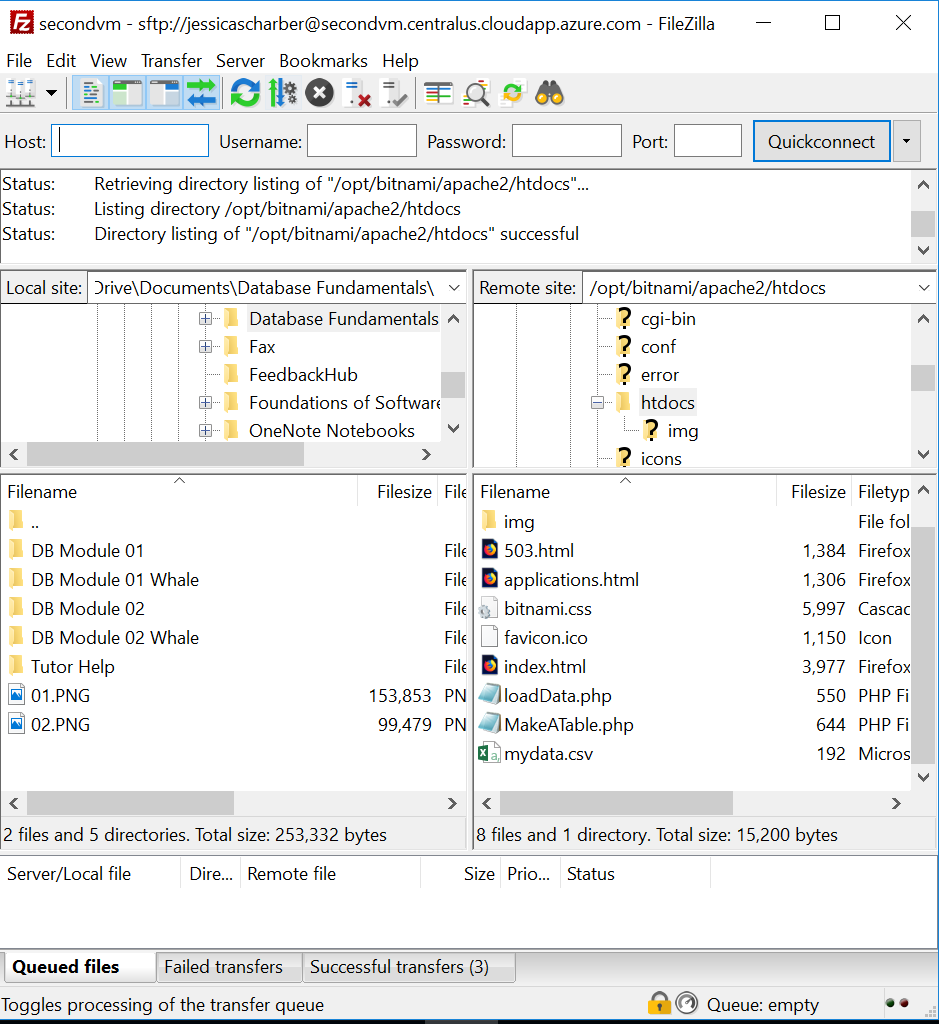 secondvm - sftp://jessicascharber@secondvm.centralus.cloudapp.azure.com - FileZilla
File Edit View Transfer Server Bookmarks Help
Host: Username: Password: Port: Quickconnect
Status: Retrieving directory listing of "/opt/bitnami/apache2/htdocs"...
Status: Listing directory /opt/bitnami/apache2/htdocs
Status: Directory listing of "/opt/bitnami/apache2/htdocs" successful
Local site: Drive\Documents\Database Fundamentals\
Database Fundamentals
Fax
FeedbackHub
Foundations of Software
OneNote Notebooks
Remote site: /opt/bitnami/apache2/htdocs
cgi-bin
conf
error
htdocs
img
icons
Filename Filesize File
..
DB Module 01 File
DB Module 01 Whale File
DB Module 02 File
DB Module 02 Whale File
Tutor Help File
01.PNG 153,853 PN
02.PNG 99,479 PN
2 files and 5 directories. Total size: 253,332 bytes
Filename Filesize Filetyp
img File fol
503.html 1,384 Firefox
applications.html 1,306 Firefox
bitnami.css 5,997 Cascad
favicon.ico 1,150 Icon
index.html 3,977 Firefox
loadData.php 550 PHP Fi
MakeATable.php 644 PHP Fi
mydata.csv 192 Micros
8 files and 1 directory. Total size: 15,200 bytes
Server/Local file Dire... Remote file Size Prio... Status
Queued files Failed transfers Successful transfers (3)
Toggles processing of the transfer queue Queue: empty